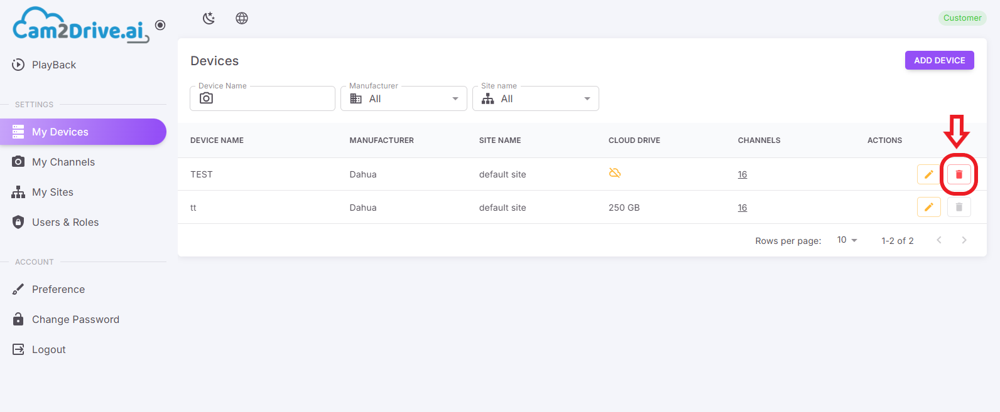 Cam2Drive.ai
Customer
PlayBack
SETTINGS
My Devices
My Channels
My Sites
Users & Roles
ACCOUNT
Preference
Change Password
Logout
Devices
ADD DEVICE
Device Name
Manufacturer
All
Site name
All
DEVICE NAME MANUFACTURER SITE NAME CLOUD DRIVE CHANNELS ACTIONS
TEST Dahua default site 16
tt Dahua default site 250 GB 16
Rows per page: 10 1-2 of 2